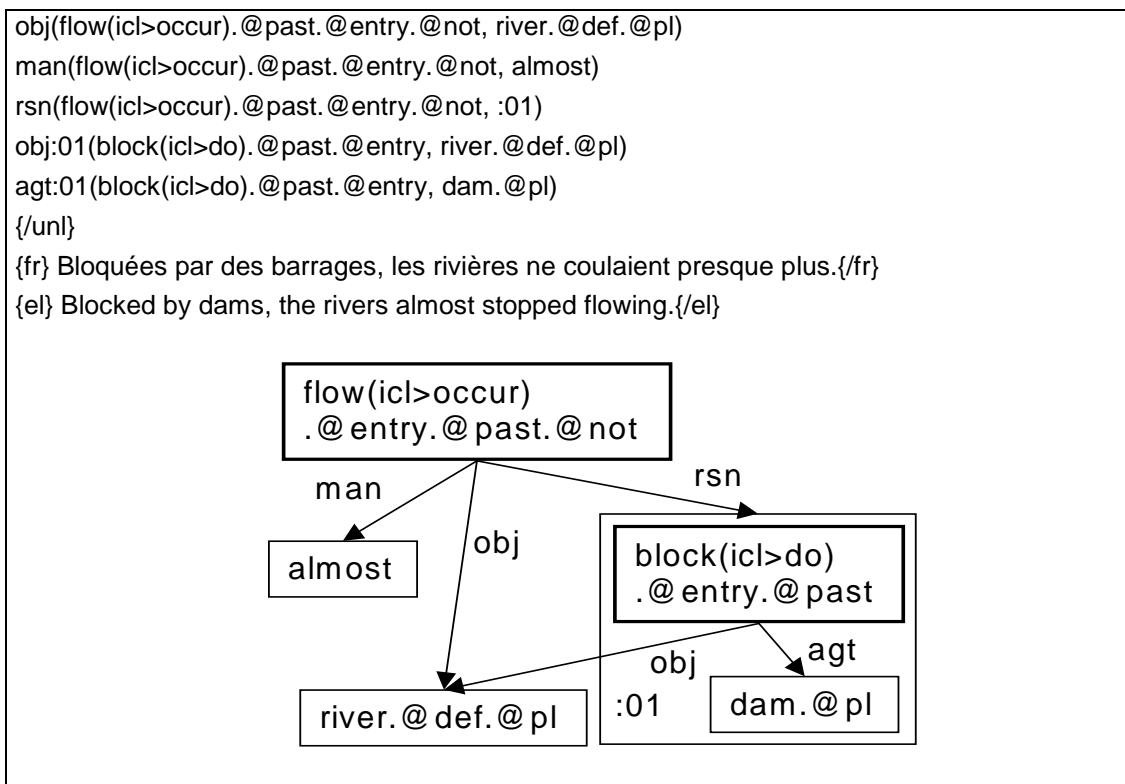 obj(flow(icl>occur).@past.@entry.@not, river.@def.@pl)
man(flow(icl>occur).@past.@entry.@not, almost)
rsn(flow(icl>occur).@past.@entry.@not, :01)
obj:01(block(icl>do).@past.@entry, river.@def.@pl)
agt:01(block(icl>do).@past.@entry, dam.@pl)
{/unl}
{fr} Bloquées par des barrages, les rivières ne coulaient presque plus.{/fr}
{el} Blocked by dams, the rivers almost stopped flowing.{/el}
flow(icl>occur)
.@entry.@past.@not
man
rsn
obj
almost
block(icl>do)
.@entry.@past
obj
agt
river.@def.@pl
:01
dam.@pl